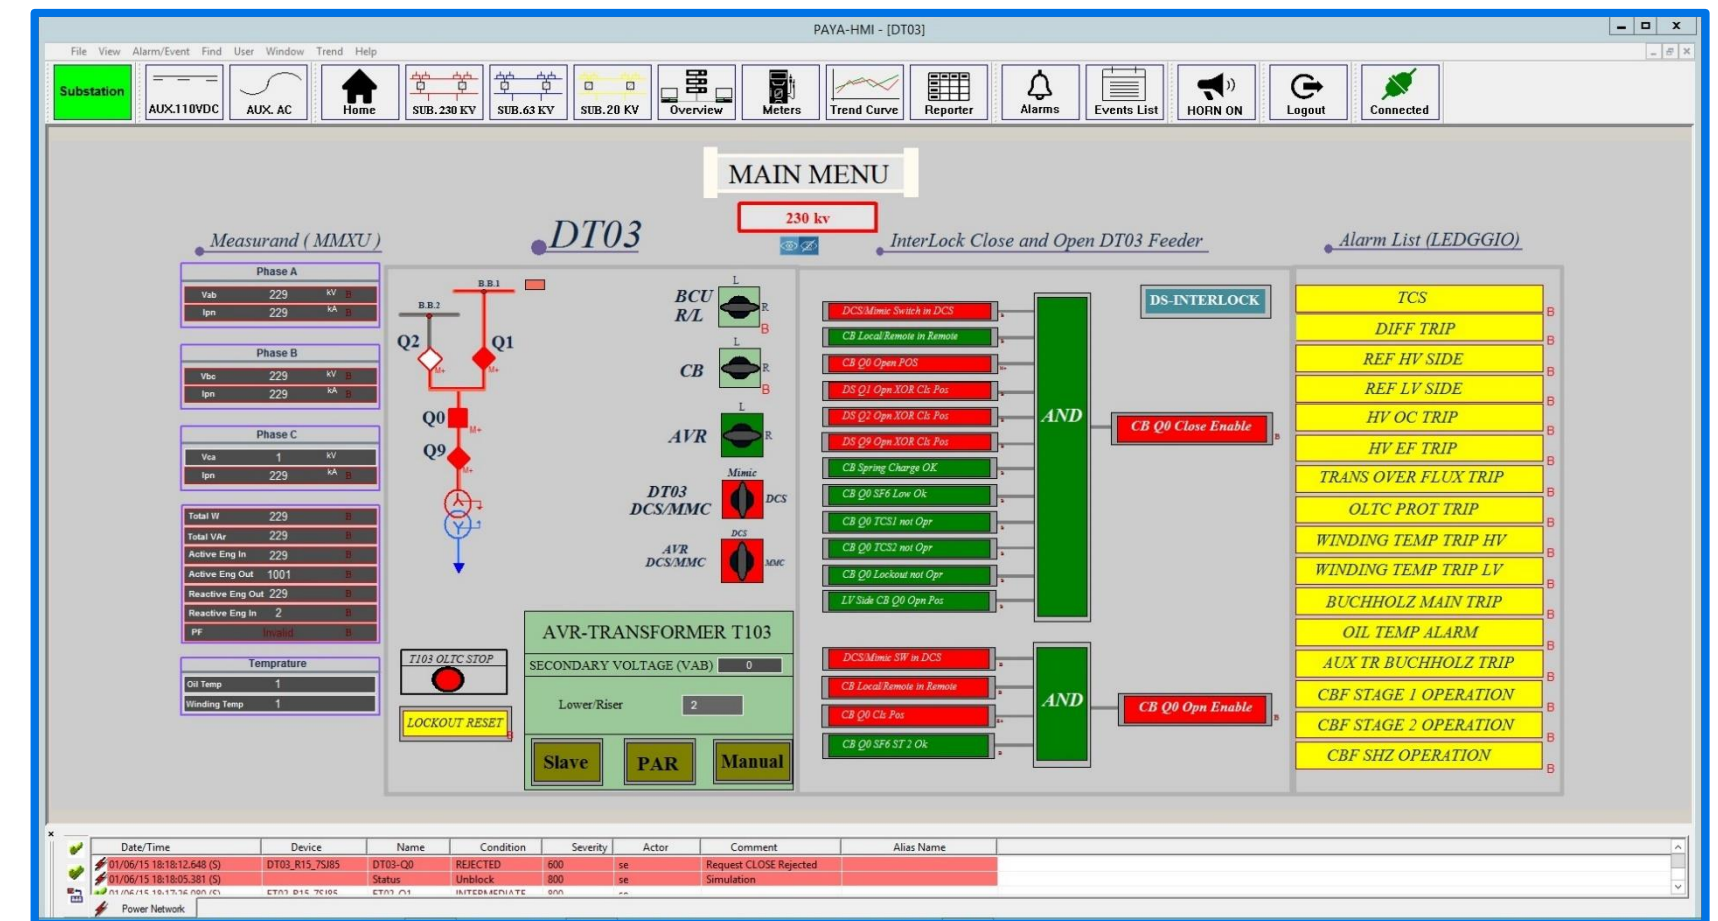 PAYA-HMI - [DT03]
File View Alarm/Event Find User Window Trend Help
Substation
AUX.110VDC
AUX. AC
Home
SUB.230 KV
SUB.63 KV
SUB.20 KV
Overview
Meters
Trend Curve
Reporter
Alarms
Events List
HORN ON
Logout
Connected
MAIN MENU
230 kv
Measurand ( MMXU )
DT03
InterLock Close and Open DT03 Feeder
Alarm List (LEDGGIO)
Phase A
Vab 229 kV B
Ipn 229 kA B
Phase B
Vbc 229 kV B
Ipn 229 kA B
Phase C
Vca 1 kV
Ipn 229 kA B
Total W 229 B
Total VAr 229 B
Active Eng In 229 B
Active Eng Out 1001 B
Reactive Eng Out 229 B
Reactive Eng In 2 B
PF Invalid B
Temprature
Oil Temp 1
Winding Temp 1
B.B.1
B.B.2
Q2
Q1
M+
M+
Q0
M+
Q9
M+
T103 OLTC STOP
LOCKOUT RESET
B
BCU
R/L
L
R
B
CB
L
R
B
AVR
L
R
DT03
DCS/MMC
Mimic
DCS
AVR
DCS/MMC
DCS
MMC
AVR-TRANSFORMER T103
SECONDARY VOLTAGE (VAB) 0
Lower/Riser 2
Slave
PAR
Manual
DS-INTERLOCK
DCS/Mimic Switch in DCS
CB Local/Remote in Remote
CB Q0 Open POS
DS Q1 Opn XOR Cls Pos
DS Q2 Opn XOR Cls Pos
DS Q9 Opn XOR Cls Pos
CB Spring Charge OK
CB Q0 SF6 Low Ok
CB Q0 TCS1 not Opr
CB Q0 TCS2 not Opr
CB Q0 Lockout not Opr
LV Side CB Q0 Opn Pos
AND
CB Q0 Close Enable
B
DCS/Mimic SW in DCS
CB Local/Remote in Remote
CB Q0 Cls Pos
CB Q0 SF6 ST 2 Ok
AND
CB Q0 Opn Enable
B
TCS
B
DIFF TRIP
B
REF HV SIDE
B
REF LV SIDE
B
HV OC TRIP
B
HV EF TRIP
B
TRANS OVER FLUX TRIP
B
OLTC PROT TRIP
B
WINDING TEMP TRIP HV
B
WINDING TEMP TRIP LV
B
BUCHHOLZ MAIN TRIP
B
OIL TEMP ALARM
B
AUX TR BUCHHOLZ TRIP
B
CBF STAGE 1 OPERATION
B
CBF STAGE 2 OPERATION
B
CBF SHZ OPERATION
B
Date/Time Device Name Condition Severity Actor Comment Alias Name
01/06/15 18:18:12.648 (S) DT03_R15_7SJ85 DT03-Q0 REJECTED 600 se Request CLOSE Rejected
01/06/15 18:18:05.381 (S) Status Unblock 800 se Simulation
01/06/15 18:17:26.080 (S) ET02_R15_7SJ85 ET02_Q1 INTERMEDIATE 800 se
Power Network